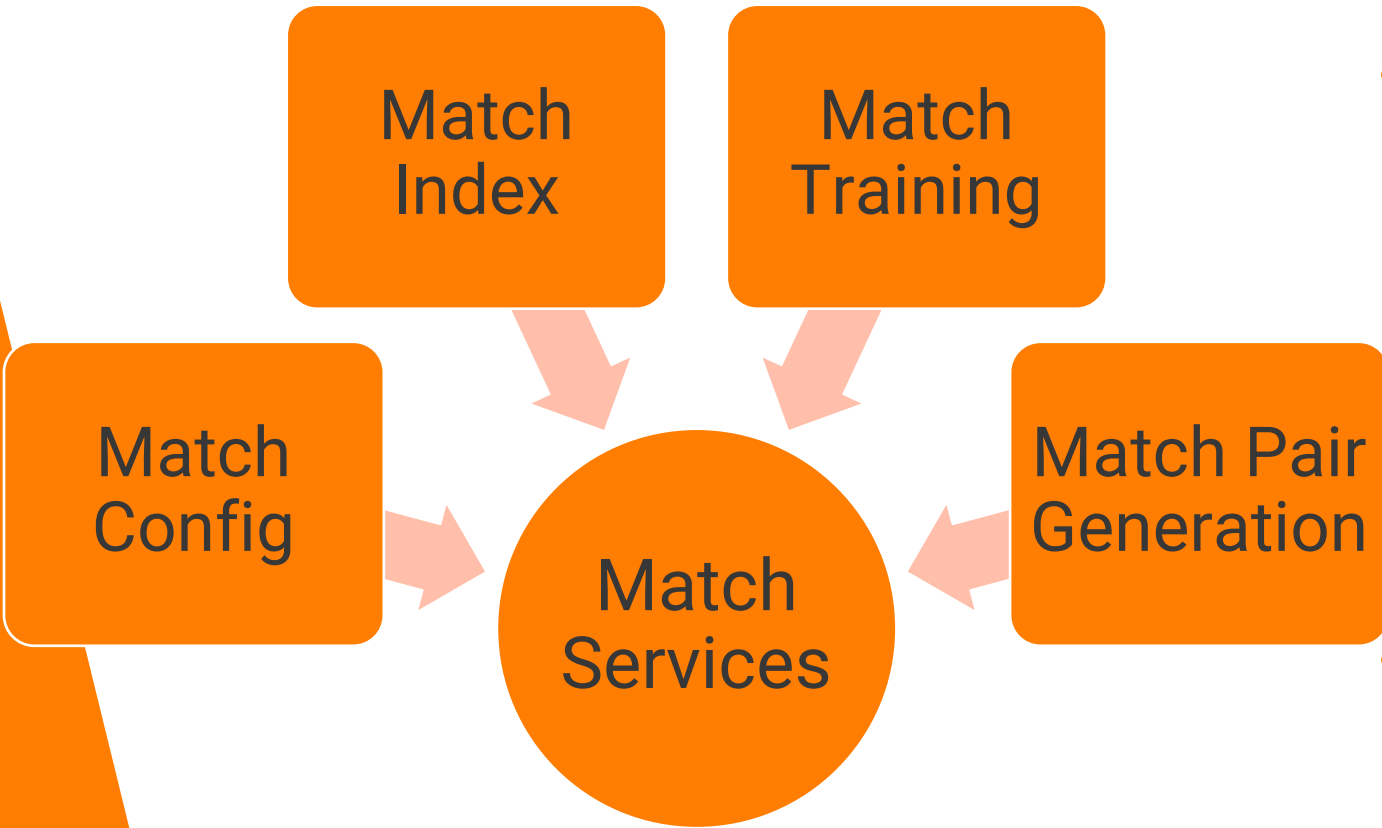 Match
Index
Match
Training
Match
Config
Match Pair
Generation
Match
Services